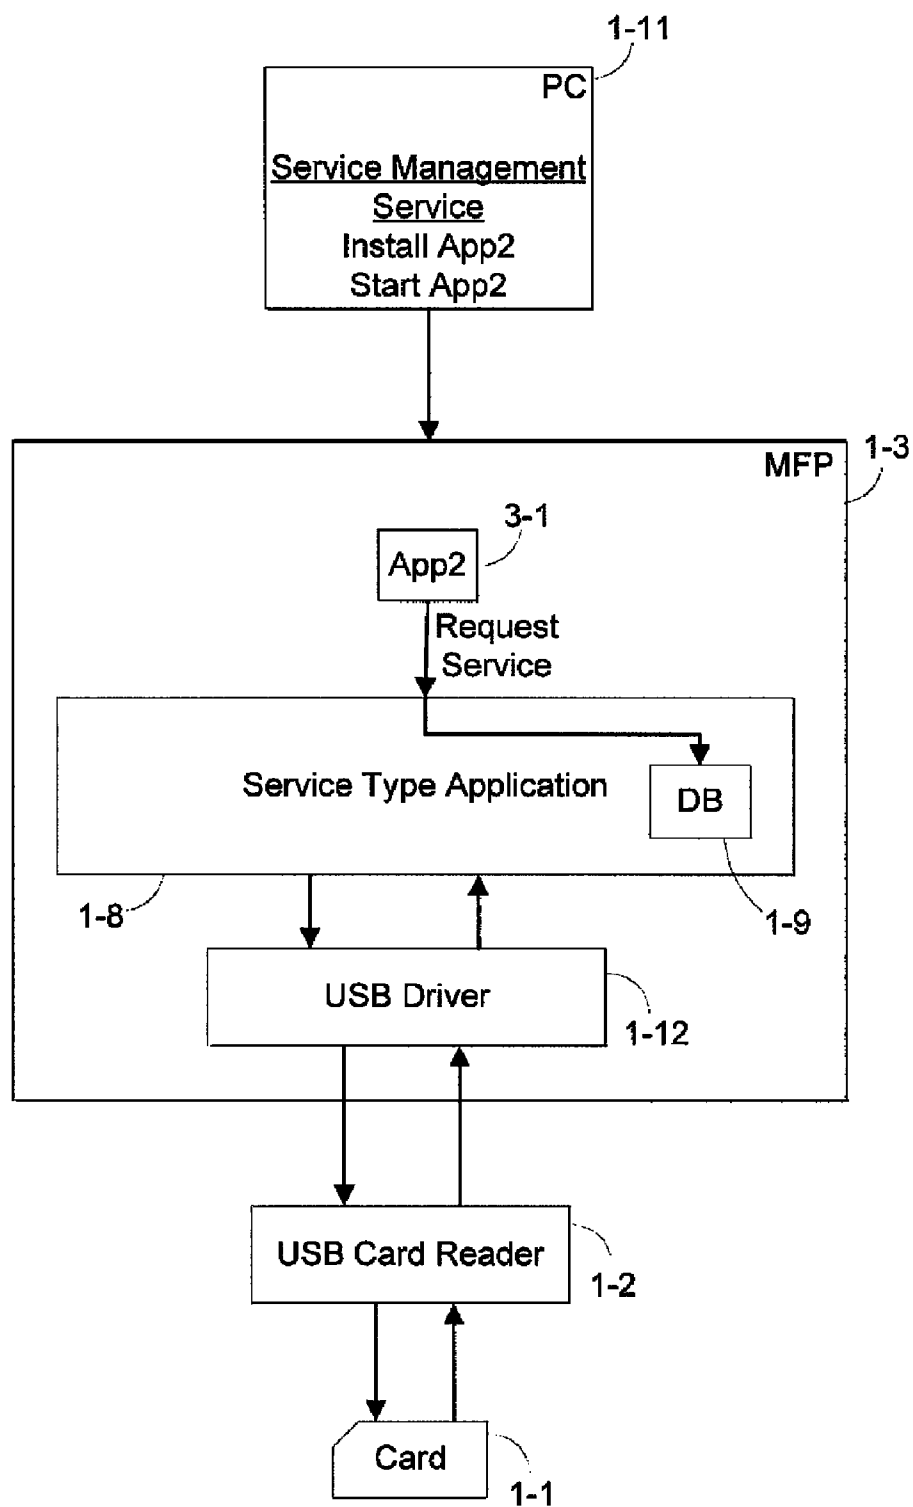 1-11
PC
Service Management
Service
Install App2
Start App2
1-3
MFP
3-1
App2
Request
Service
Service Type Application
DB
1-8
1-9
USB Driver
1-12
USB Card Reader
1-2
Card
1-1